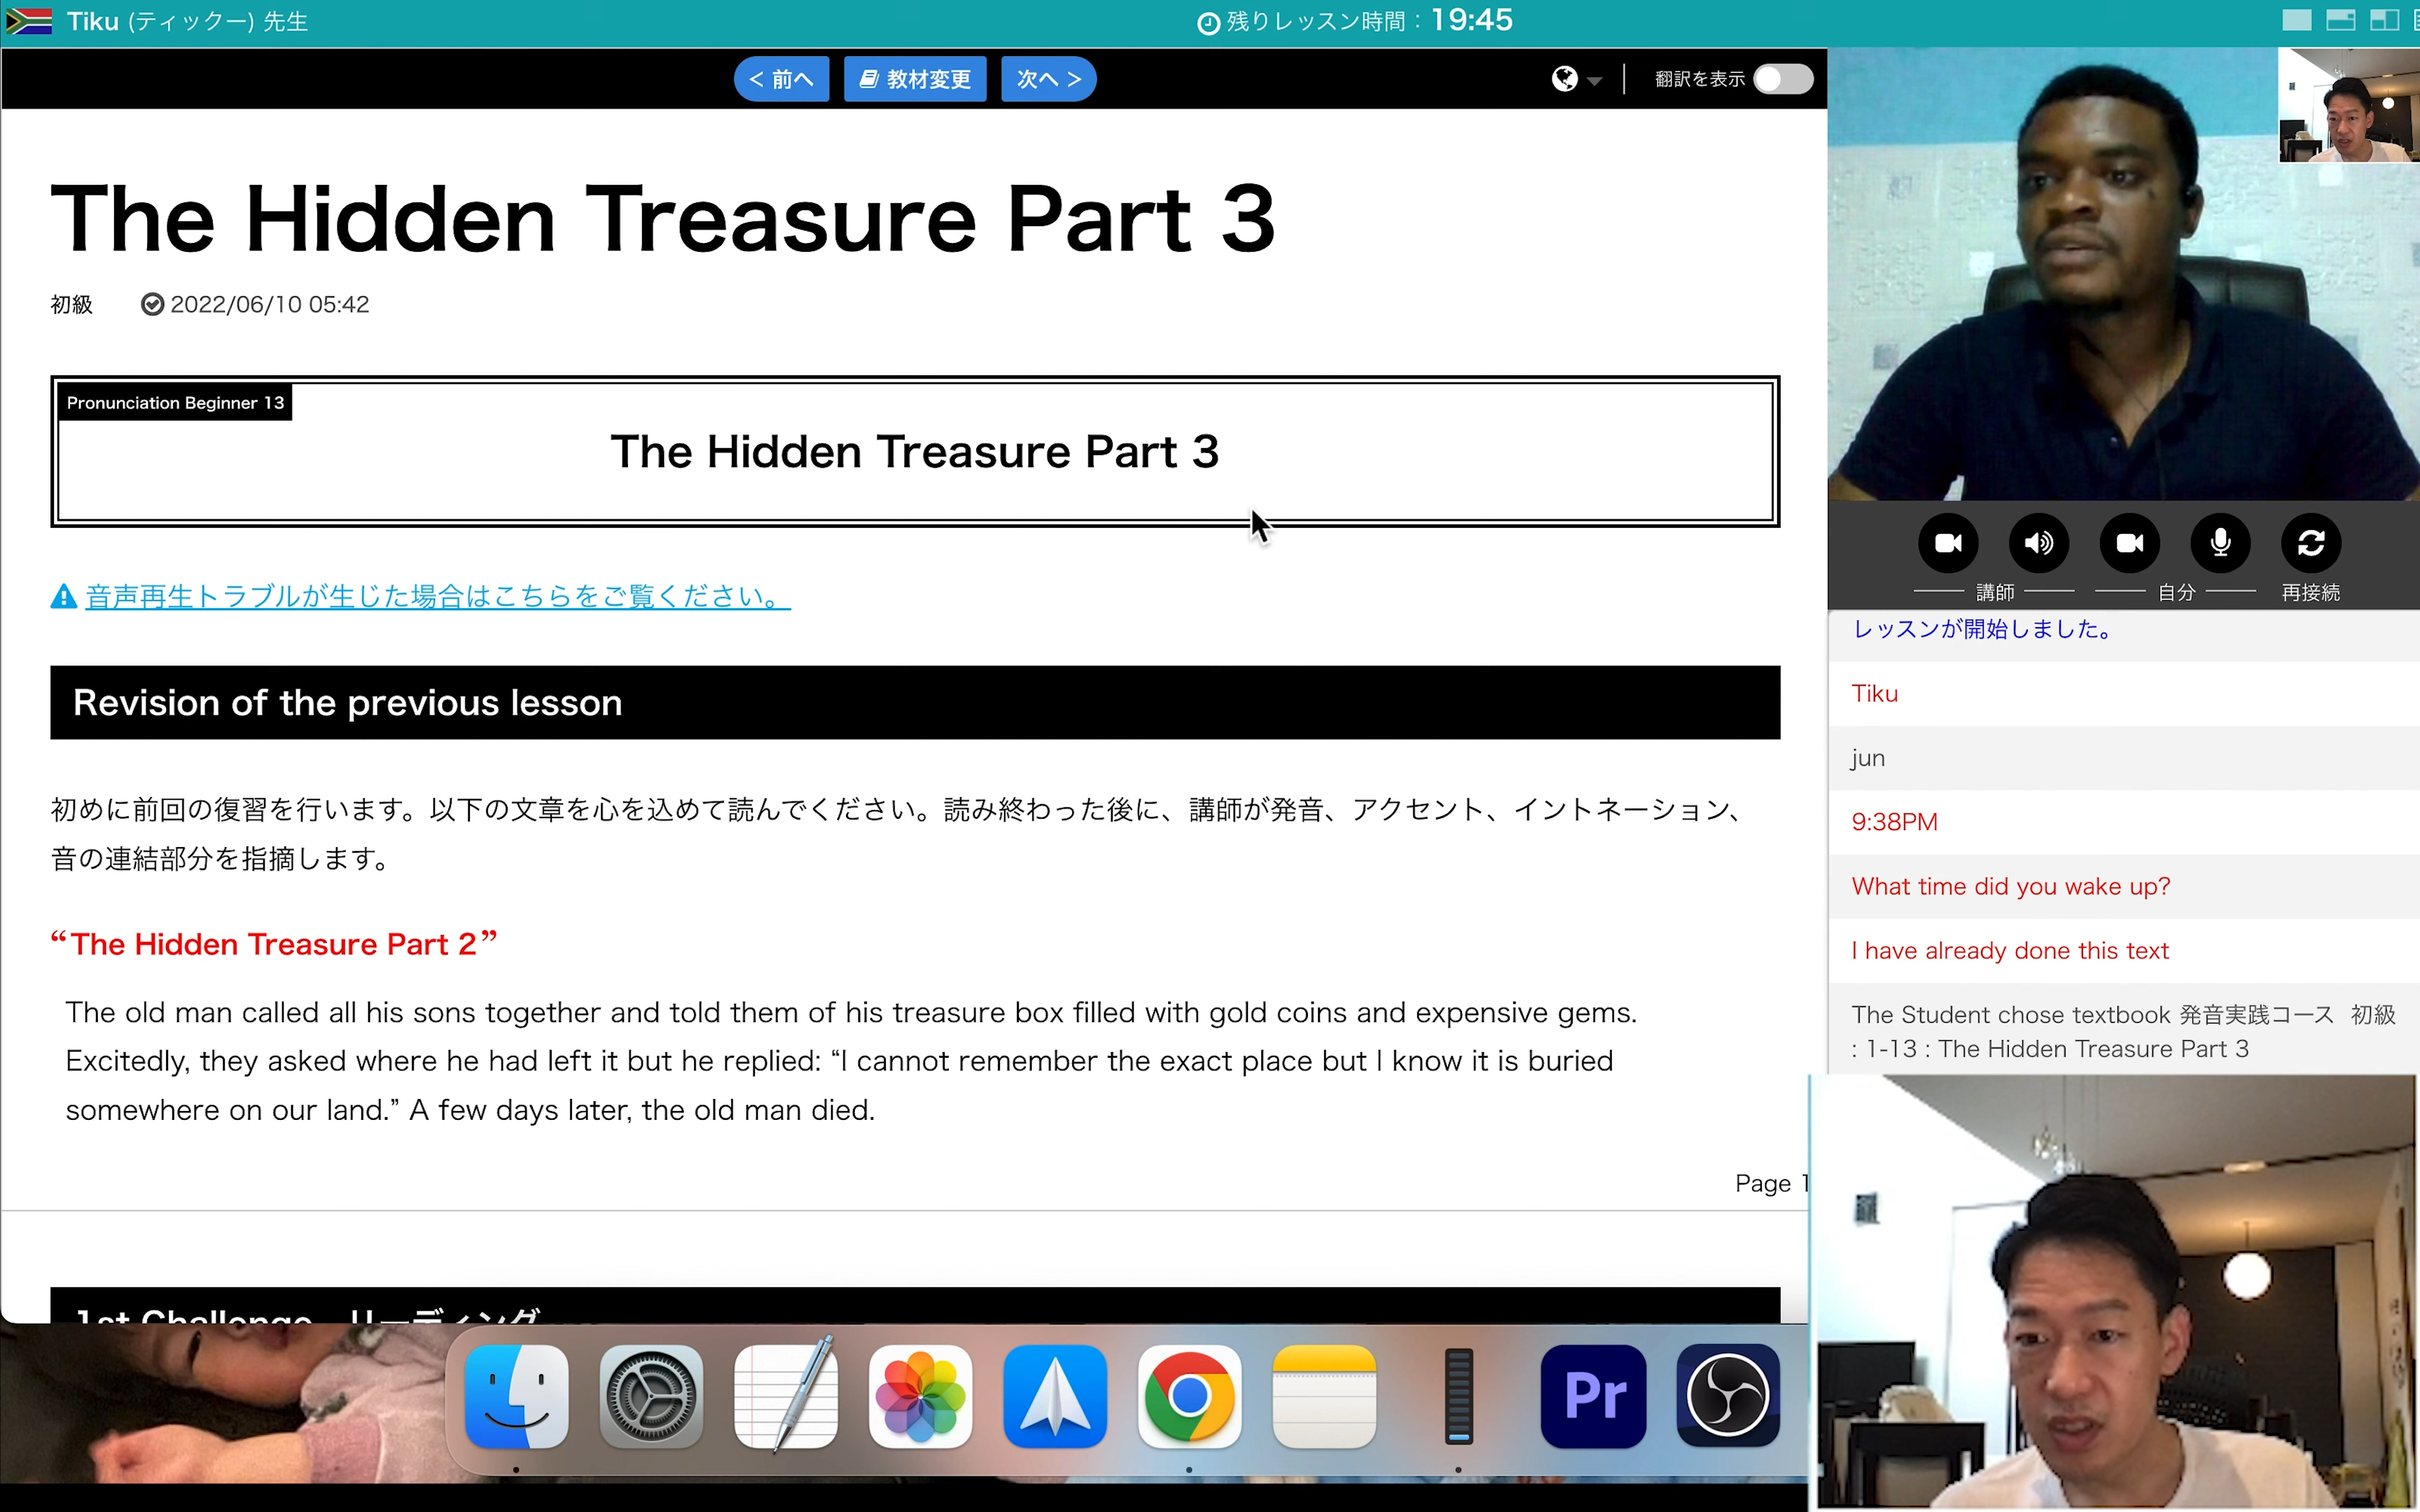 Tiku (ティックー) 先生
残りレッスン時間 : 19:45
< 前へ
教材変更
次へ >
翻訳を表示
The Hidden Treasure Part 3
初級 2022/06/10 05:42
Pronunciation Beginner 13
The Hidden Treasure Part 3
音声再生トラブルが生じた場合はこちらをご覧ください。
Revision of the previous lesson
初めに前回の復習を行います。以下の文章を心を込めて読んでください。読み終わった後に、講師が発音、アクセント、イントネーション、
音の連結部分を指摘します。
“The Hidden Treasure Part 2”
The old man called all his sons together and told them of his treasure box filled with gold coins and expensive gems.
Excitedly, they asked where he had left it but he replied: “I cannot remember the exact place but I know it is buried
somewhere on our land.” A few days later, the old man died.
Page 1
1st Challenge リーディング
講師
自分
再接続
レッスンが開始しました。
Tiku
jun
9:38PM
What time did you wake up?
I have already done this text
The Student chose textbook 発音実践コース 初級
: 1-13 : The Hidden Treasure Part 3
Pr